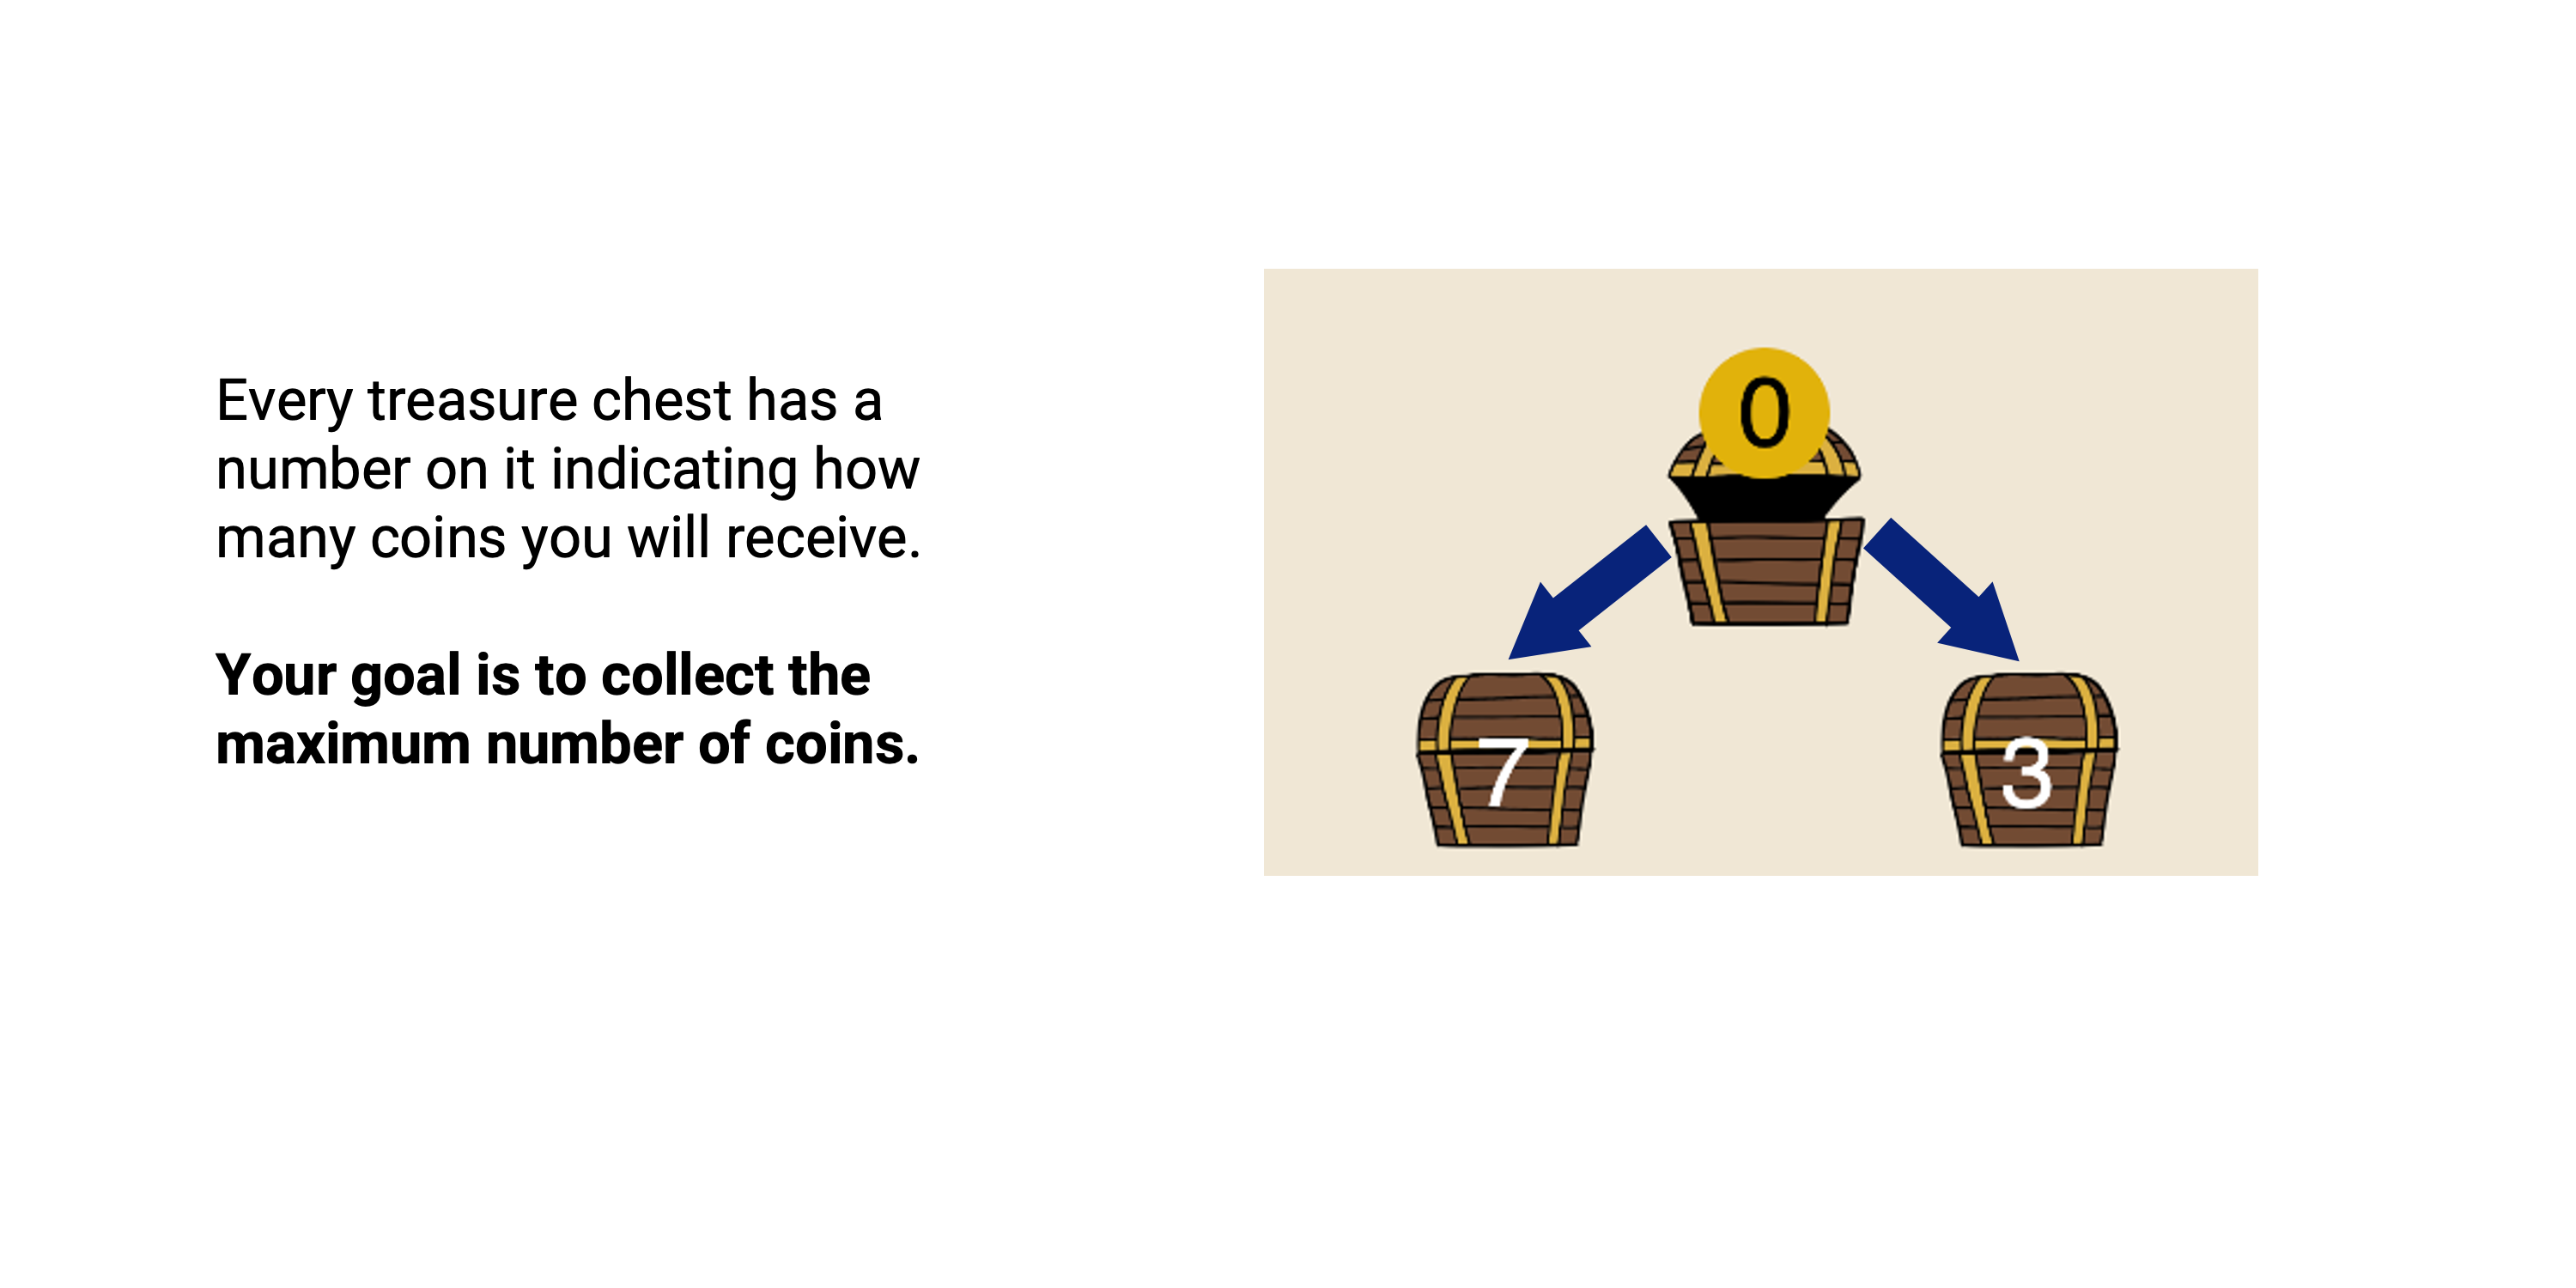 Every treasure chest has a
number on it indicating how
many coins you will receive.
Your goal is to collect the
maximum number of coins.
0
7
3